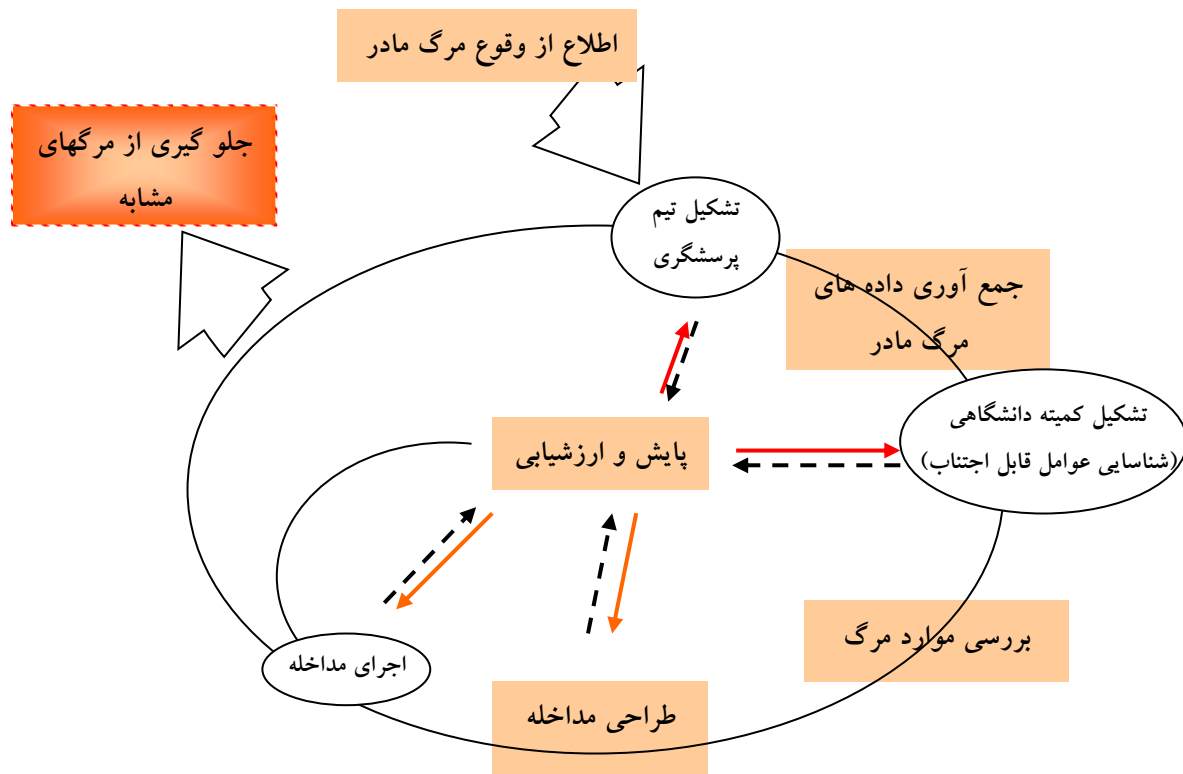 اطلاع از وقوع مرگ مادر
جلو گیری از مرگهای
مشابه
تشکیل تیم
پرسشگری
جمع آوری داده های
مرگ مادر
تشکیل کمیته دانشگاهی
(شناسایی عوامل قابل اجتناب)
پایش و ارزشیابی
بررسی موارد مرگ
اجرای مداخله
طراحی مداخله